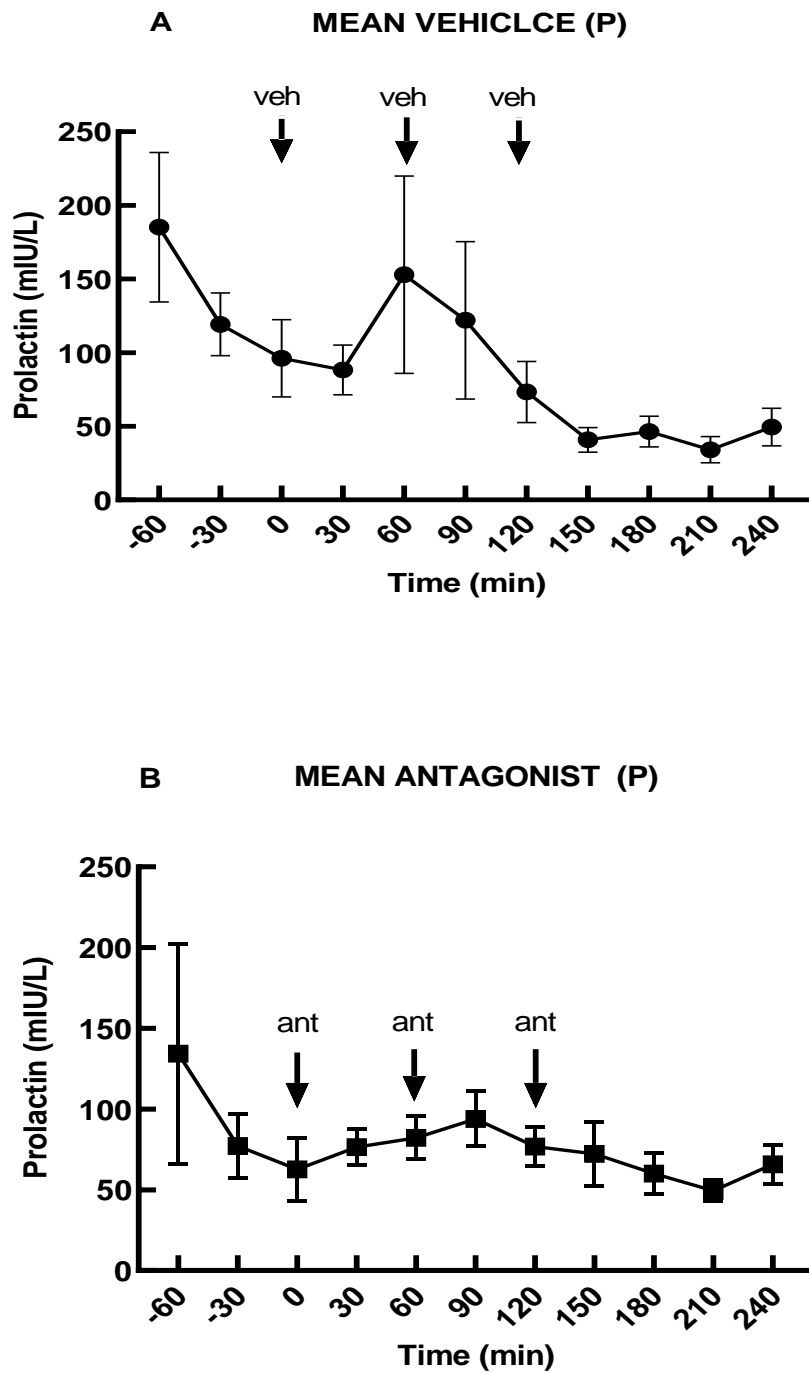 A MEAN VEHICLCE (P)
veh veh veh
250
200
150
100
50
0
Prolactin (mIU/L)
-60 -30 0 30 60 90 120 150 180 210 240
Time (min)
B MEAN ANTAGONIST (P)
250
200
150
100
50
0
ant ant ant
Prolactin (mIU/L)
-60 -30 0 30 60 90 120 150 180 210 240
Time (min)